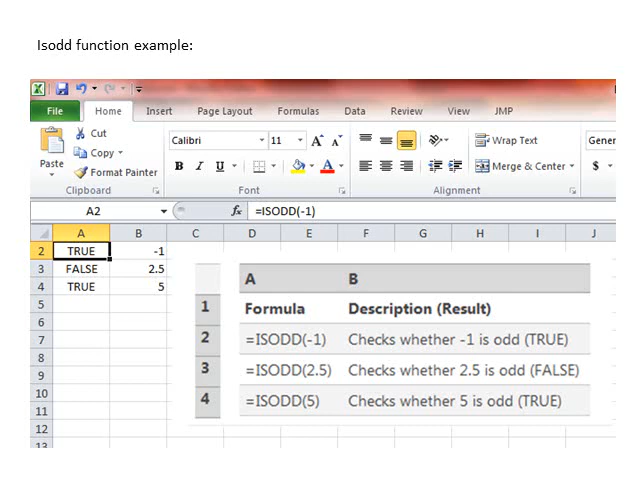 Isodd function example:
File Home Insert Page Layout Formulas Data Review View JMP
Cut
Copy
Format Painter
Paste
Calibri 11 A A
Wrap Text
Gener
B I U A
Merge & Center $
Clipboard Font Alignment
A2 fx =ISODD(-1)
A B C D E F G H I J
2 TRUE -1
3 FALSE 2.5
4 TRUE 5
5
6
7
8
9
10
11
12
13
A B
1 Formula Description (Result)
2 =ISODD(-1) Checks whether -1 is odd (TRUE)
3 =ISODD(2.5) Checks whether 2.5 is odd (FALSE)
4 =ISODD(5) Checks whether 5 is odd (TRUE)